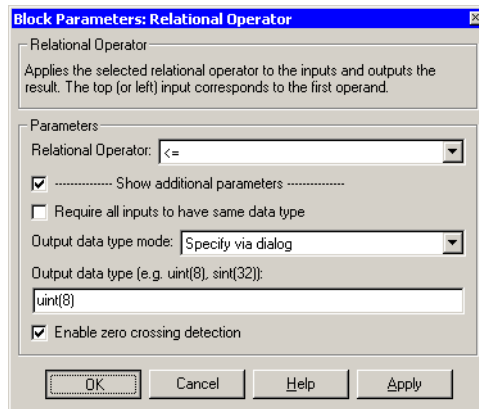 Block Parameters: Relational Operator
Relational Operator
Applies the selected relational operator to the inputs and outputs the
result. The top (or left) input corresponds to the first operand.
Parameters
Relational Operator: <=
--------------- Show additional parameters ---------------
Require all inputs to have same data type
Output data type mode: Specify via dialog
Output data type (e.g. uint(8), sint(32)):
uint(8)
Enable zero crossing detection
OK Cancel Help Apply